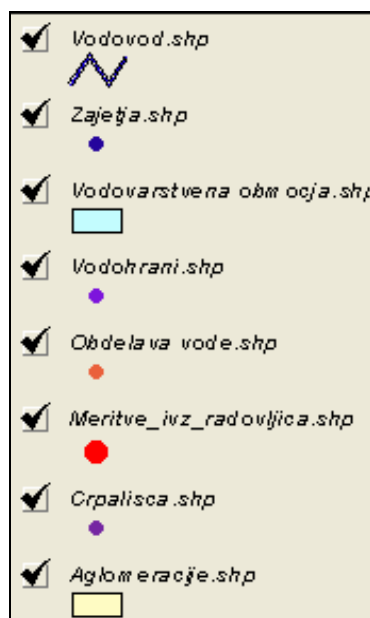 Vodovod.shp
Zajetja.shp
Vodovarstvena obmocja.shp
Vodohrani.shp
Obdelava vode.shp
Meritve_ivz_radovljica.shp
Crpalisca.shp
Aglomeracije.shp